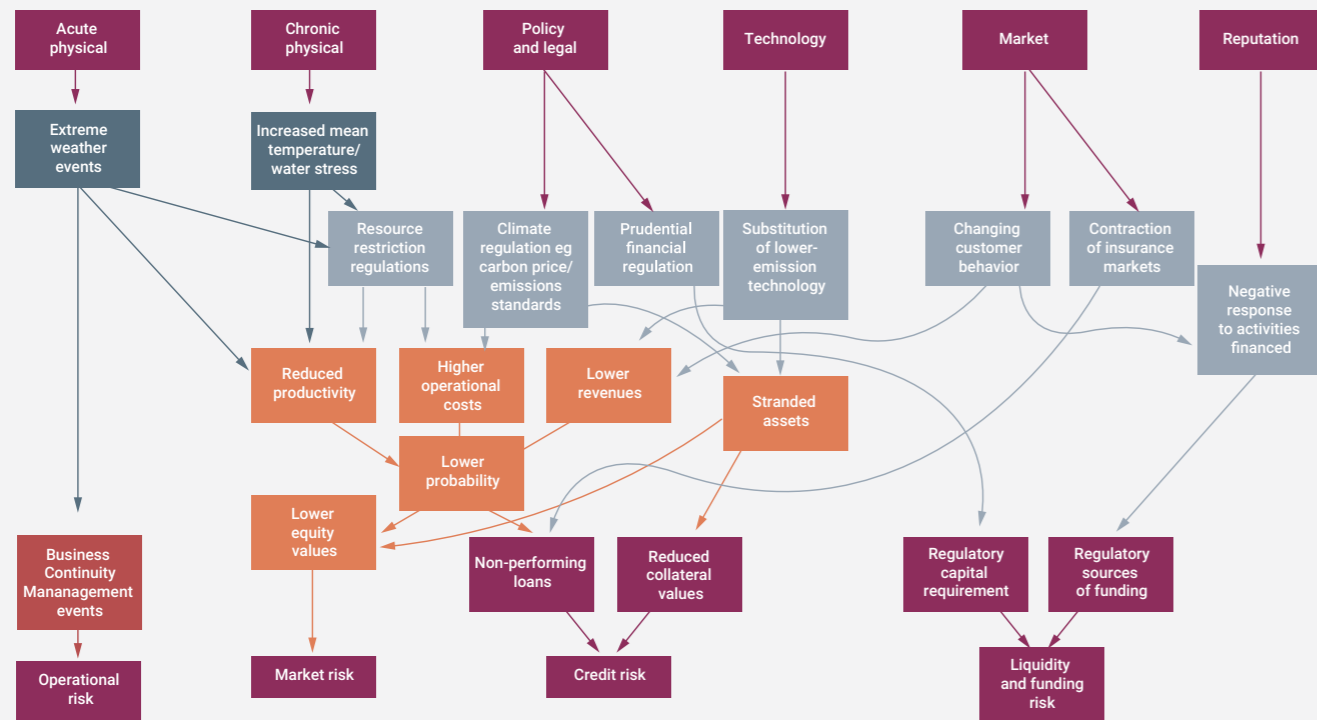 Acute
physical
Chronic
physical
Policy
and legal
Technology
Market
Reputation
Extreme
weather
events
Increased mean
temperature/
water stress
Resource
restriction
regulations
Climate
regulation eg
carbon price/
emissions
standards
Prudential
financial
regulation
Substitution
of lower-
emission
technology
Changing
customer
behavior
Contraction
of insurance
markets
Negative
response
to activities
financed
Reduced
productivity
Higher
operational
costs
Lower
revenues
Stranded
assets
Lower
probability
Lower
equity
values
Business
Continuity
Mananagement
events
Non-performing
loans
Reduced
collateral
values
Regulatory
capital
requirement
Regulatory
sources
of funding
Operational
risk
Market risk
Credit risk
Liquidity
and funding
risk